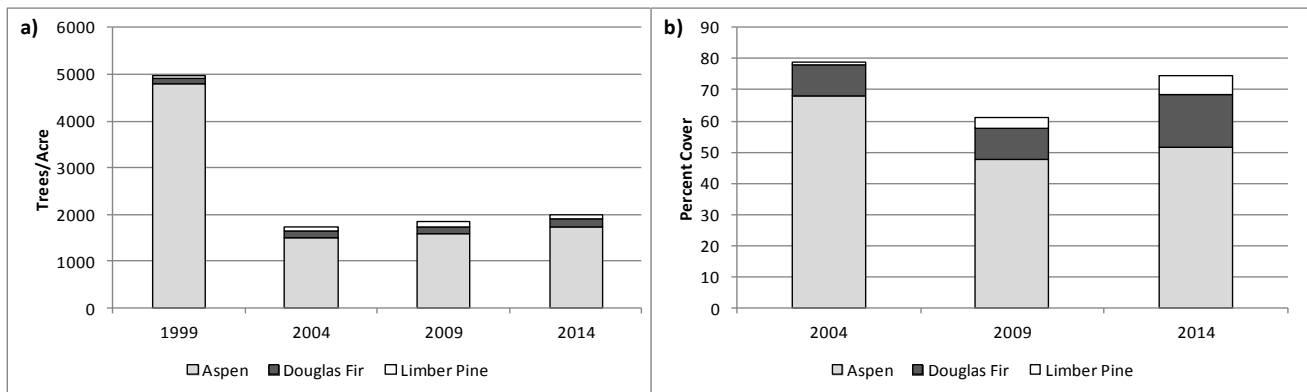 a)
Trees/Acre
6000
5000
4000
3000
2000
1000
0
1999 2004 2009 2014
Aspen Douglas Fir Limber Pine
b)
Percent Cover
90
80
70
60
50
40
30
20
10
0
2004 2009 2014
Aspen Douglas Fir Limber Pine